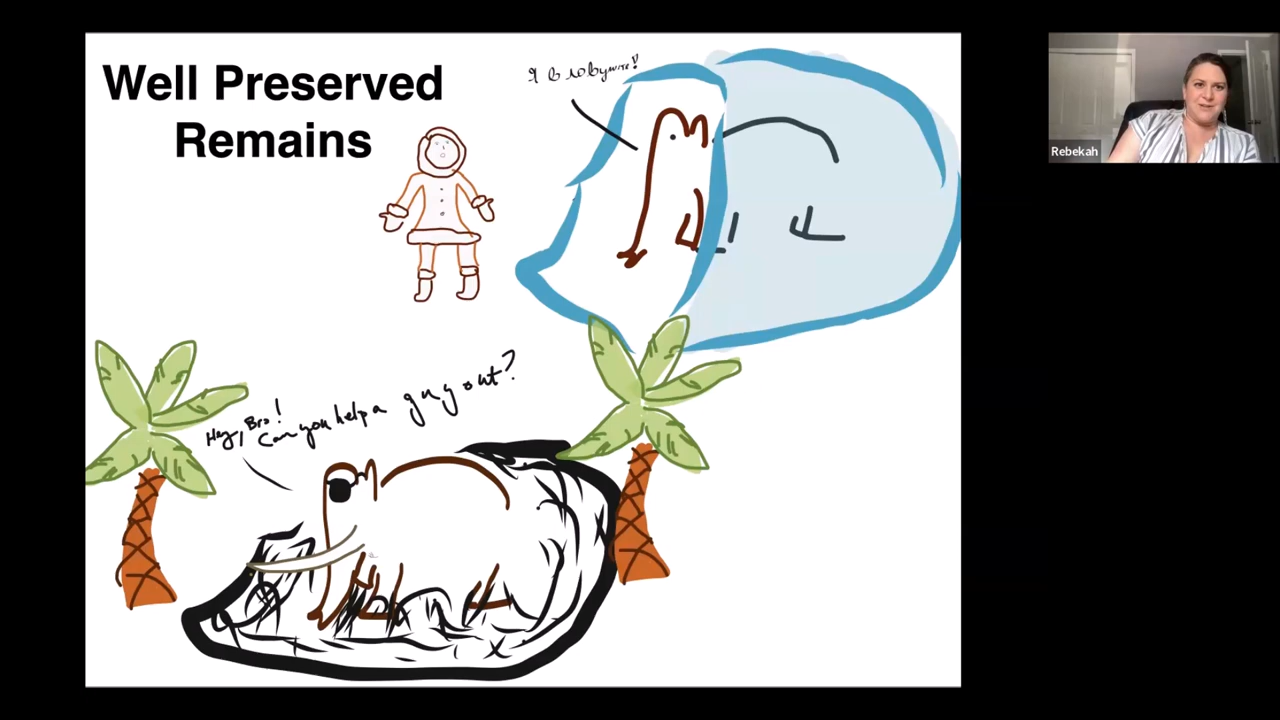 Well Preserved
Remains
Я в ловушке!
Hey, Bro!
Can you help a guy out?
Rebekah